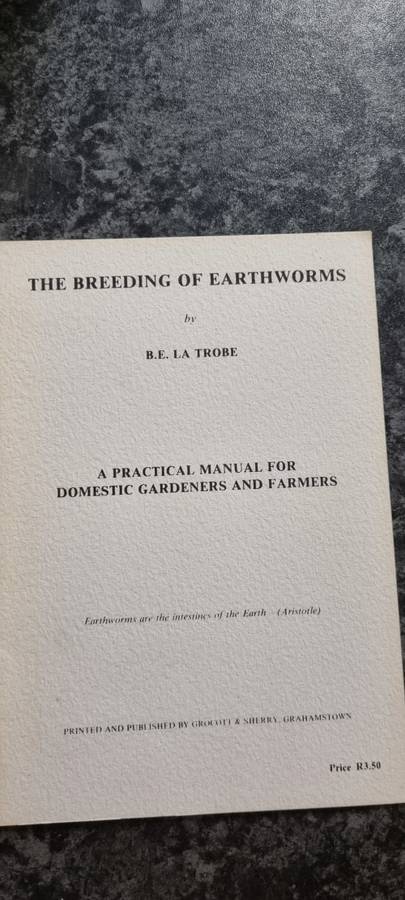 THE BREEDING OF EARTHWORMS
by
B.E. LA TROBE
A PRACTICAL MANUAL FOR
DOMESTIC GARDENERS AND FARMERS
Earthworms are the intestines of the Earth - (Aristotle)
PRINTED AND PUBLISHED BY GROCOTT & SHERRY, GRAHAMSTOWN
Price R3.50